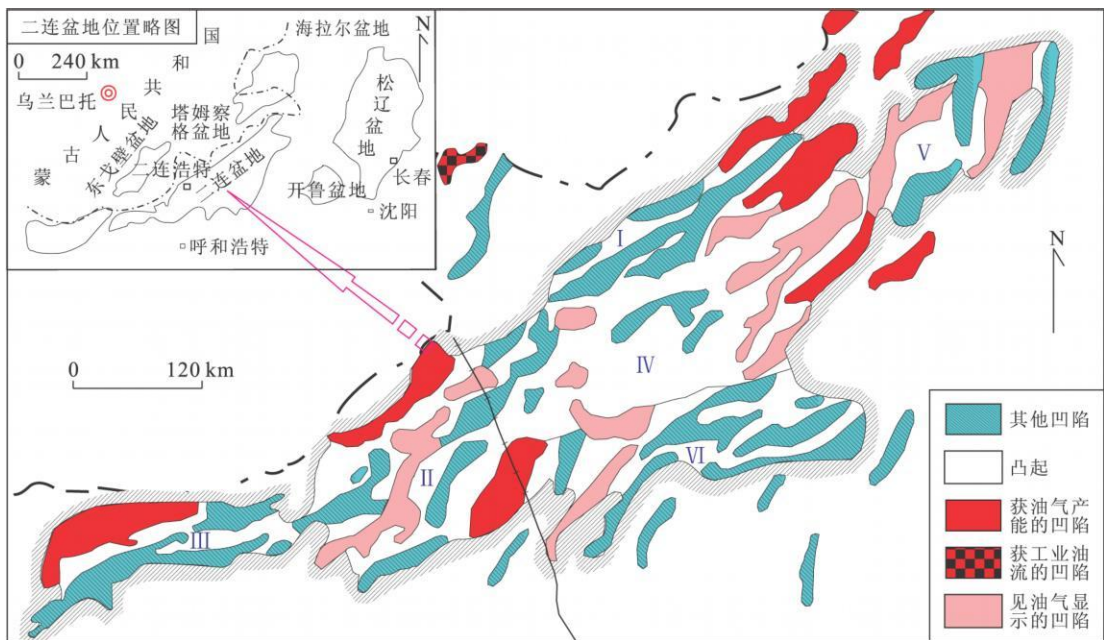 二连盆地位置略图
国
海拉尔盆地
N
0 240 km
和
共
乌兰巴托
民
人
古
蒙
塔姆察
格盆地
松辽盆地
东戈壁盆地
二连浩特
二连盆地
开鲁盆地
长春
沈阳
呼和浩特
N
0 120 km
I
II
III
IV
V
VI
其他凹陷
凸起
获油气产
能的凹陷
获工业油
流的凹陷
见油气显
示的凹陷